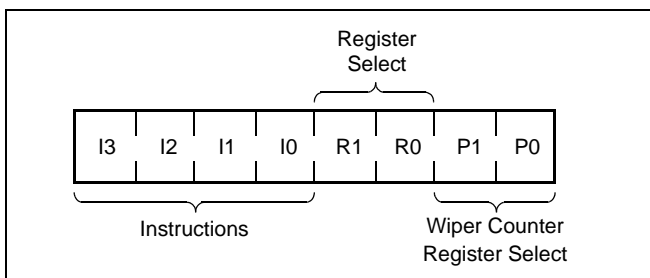 Register
Select
I3 I2 I1 I0 R1 R0 P1 P0
Instructions
Wiper Counter
Register Select